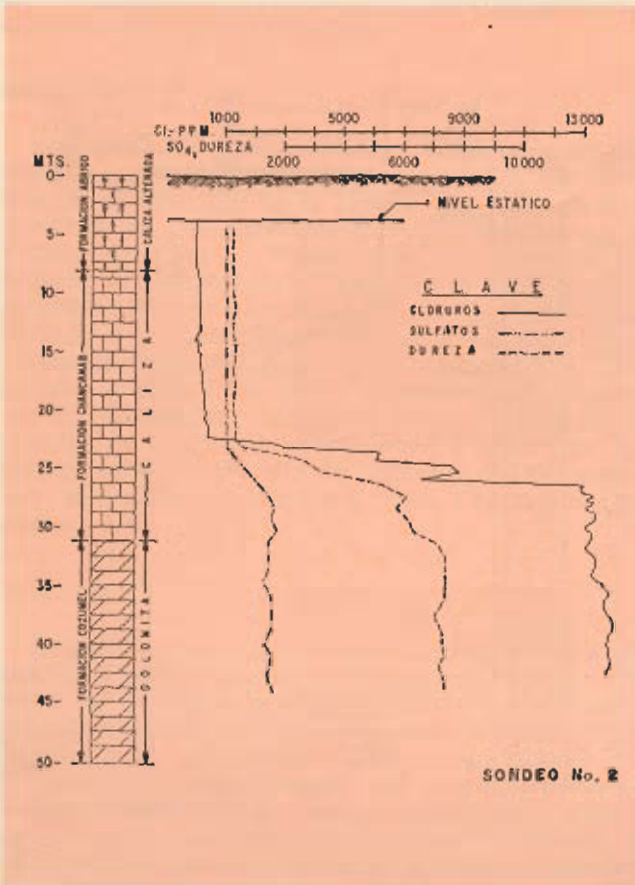 1000 5000 9000 13000
Cl- PPM.
SO4, DUREZA
2000 6000 10000
MTS.
0-
5-
10-
15-
20-
25-
30-
35-
40-
45-
50-
FORMACION ABRIGO
CALIZA ALTERADA
FORMACION CHANCANAB
CALIZA
FORMACION COZUMEL
DOLOMITA
NIVEL ESTATICO
CLAVE
CLORUROS
SULFATOS
DUREZA
SONDEO No. 2